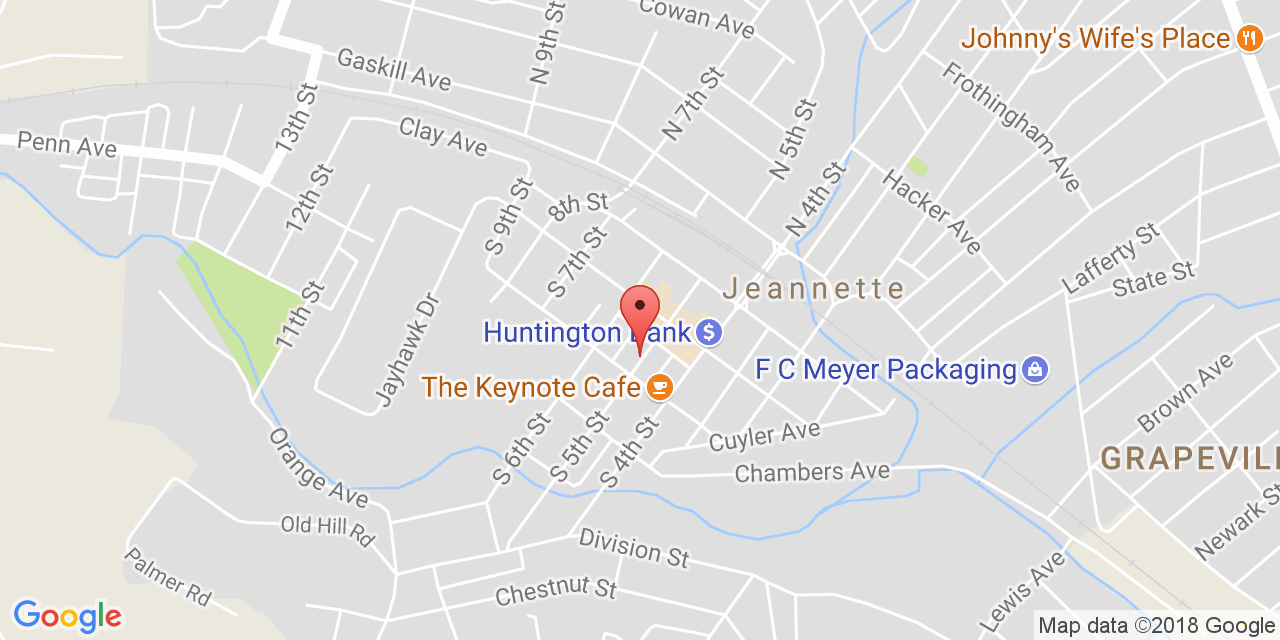 Cowan Ave
Johnny's Wife's Place
N 9th St
Gaskill Ave
N 7th St
Frothingham Ave
13th St
Penn Ave
Clay Ave
N 5th St
12th St
S 9th St
8th St
N 4th St
Hacker Ave
S 7th St
Lafferty St
State St
Jeannette
11th St
Jayhawk Dr
Huntington Bank
$
F C Meyer Packaging
The Keynote Cafe
Brown Ave
S 6th St
S 5th St
S 4th St
Cuyler Ave
Chambers Ave
GRAPEVILL
Orange Ave
Old Hill Rd
Newark St
Division St
Palmer Rd
Chestnut St
Lewis Ave
Google
Map data ©2018 Google